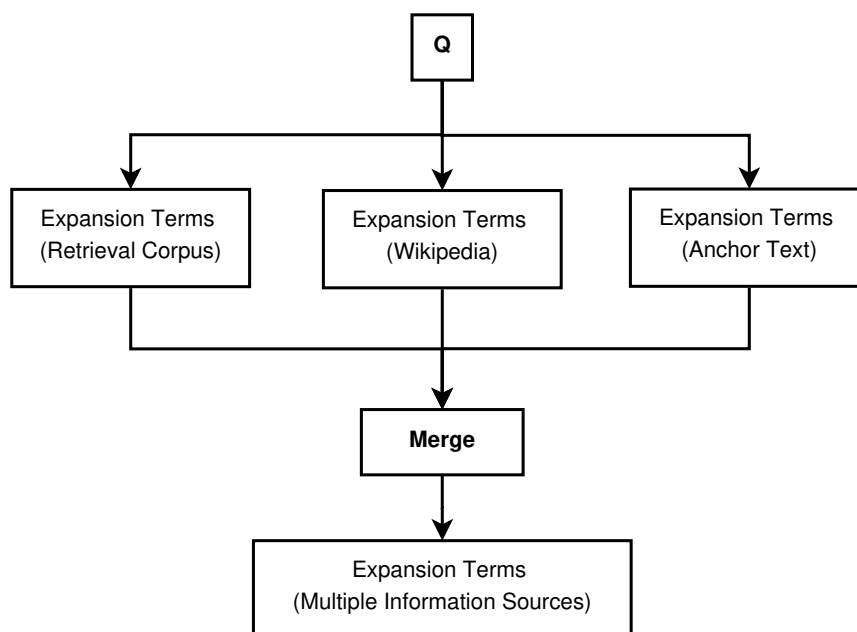 Q
Expansion Terms
(Retrieval Corpus)
Expansion Terms
(Wikipedia)
Expansion Terms
(Anchor Text)
Merge
Expansion Terms
(Multiple Information Sources)